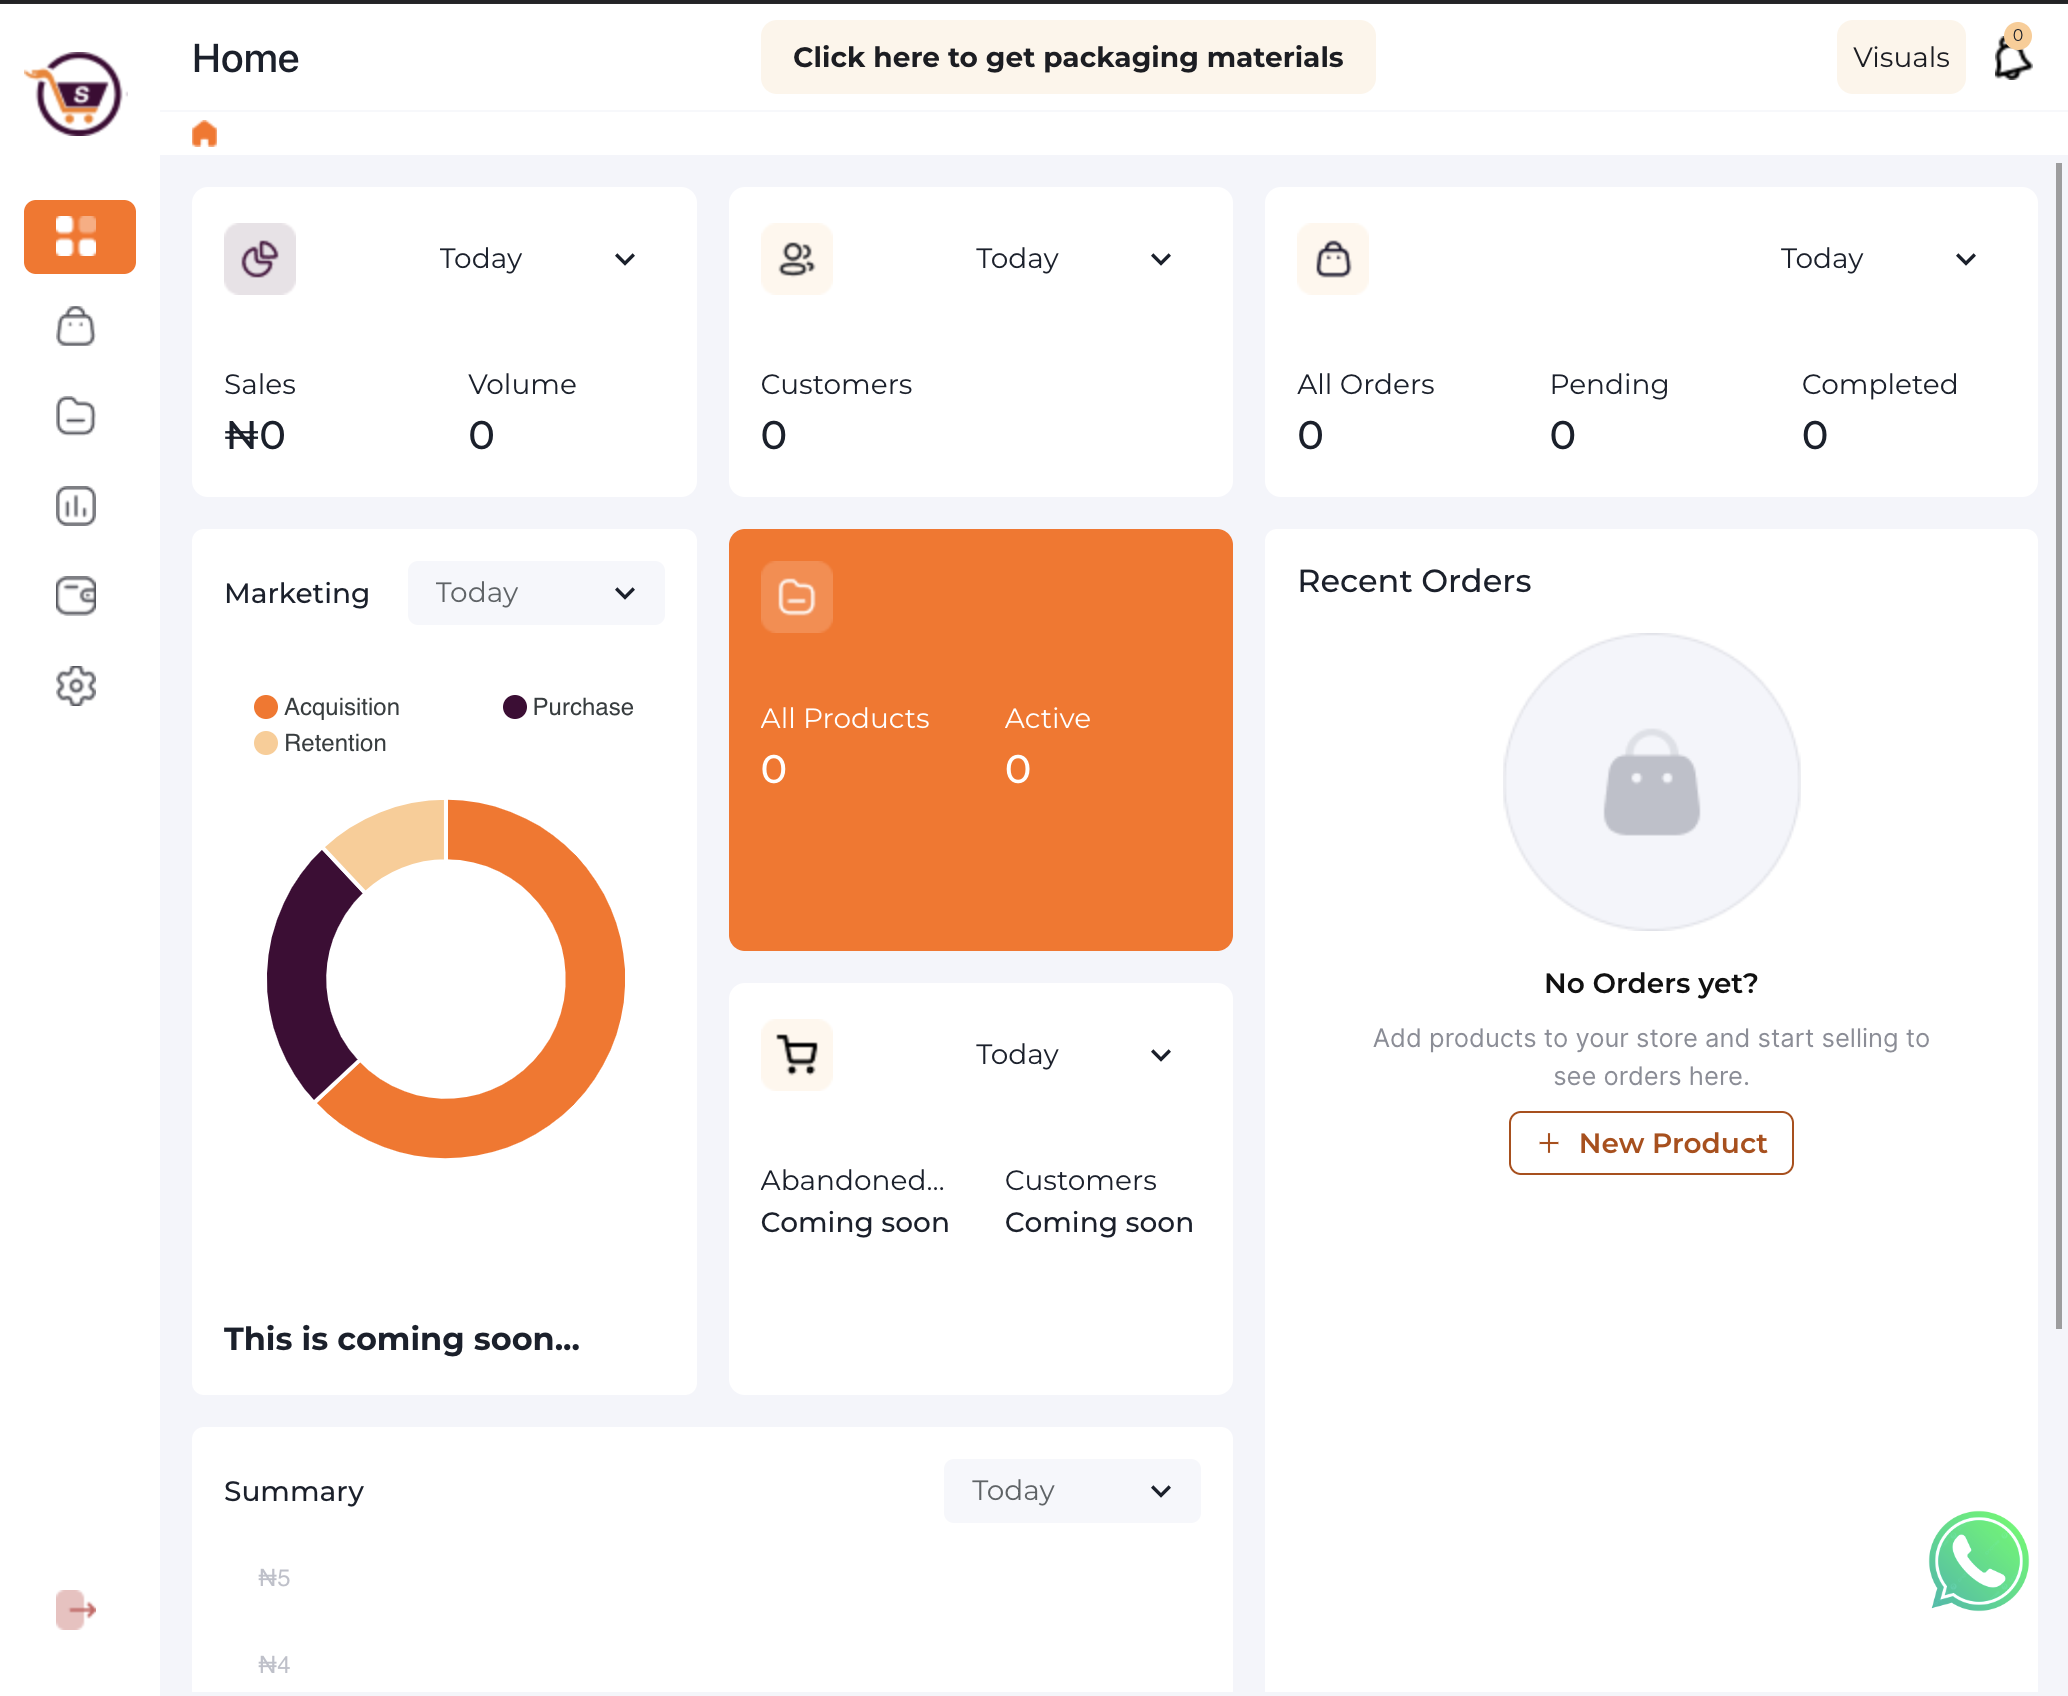 Home
Click here to get packaging materials
Visuals
0
S
Today
Sales
Volume
₦0
0
Today
Customers
0
Today
All Orders
Pending
Completed
0
0
0
Marketing
Today
Acquisition
Purchase
Retention
This is coming soon...
All Products
Active
0
0
Today
Abandoned...
Customers
Coming soon
Coming soon
Recent Orders
No Orders yet?
Add products to your store and start selling to
see orders here.
+ New Product
Summary
Today
₦5
₦4